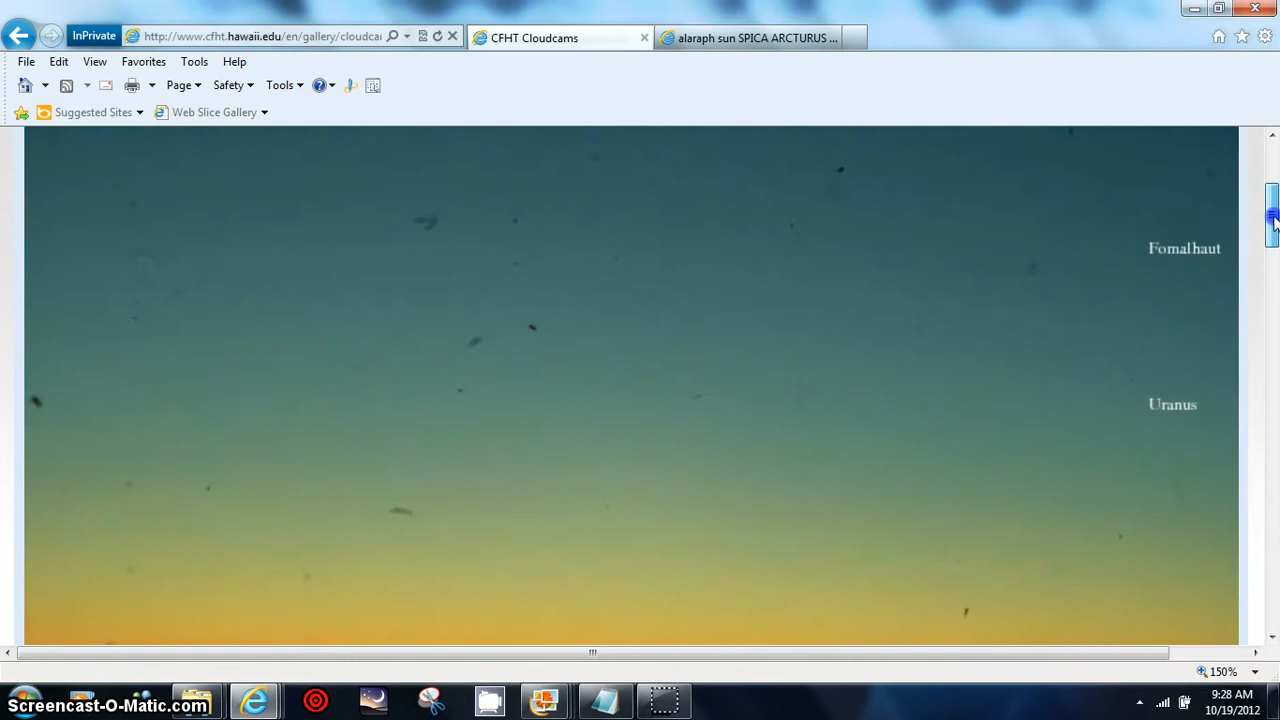 InPrivate
http://www.cfht.hawaii.edu/en/gallery/cloudca
CFHT Cloudcams
alaraph sun SPICA ARCTURUS ...
File Edit View Favorites Tools Help
Page Safety Tools
Suggested Sites Web Slice Gallery
Fomalhaut
Uranus
150%
Screencast-O-Matic.com
9:28 AM
10/19/2012